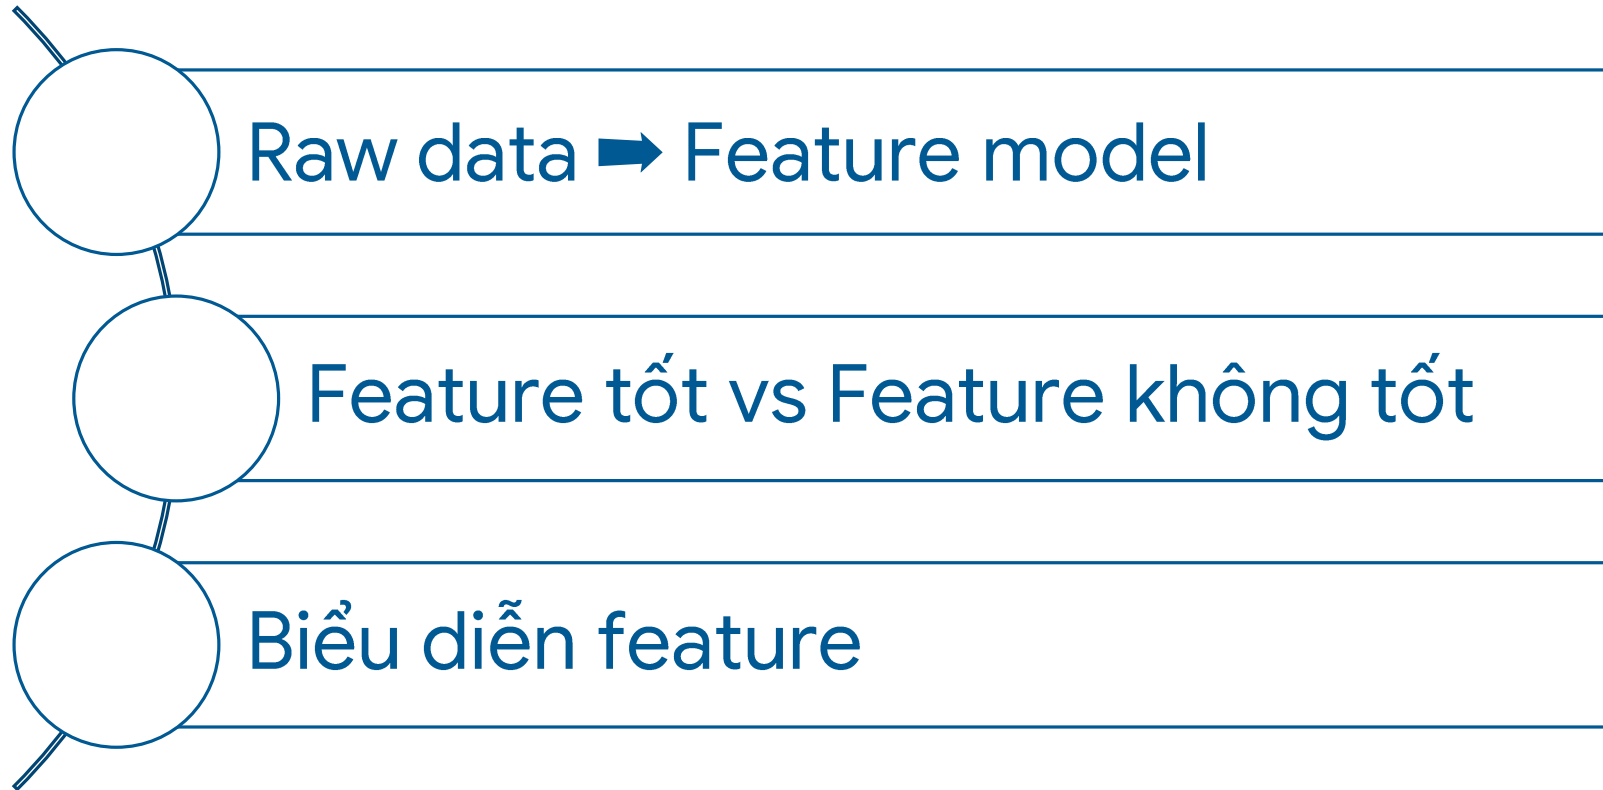 Raw data ➡ Feature model
Feature tốt vs Feature không tốt
Biểu diễn feature